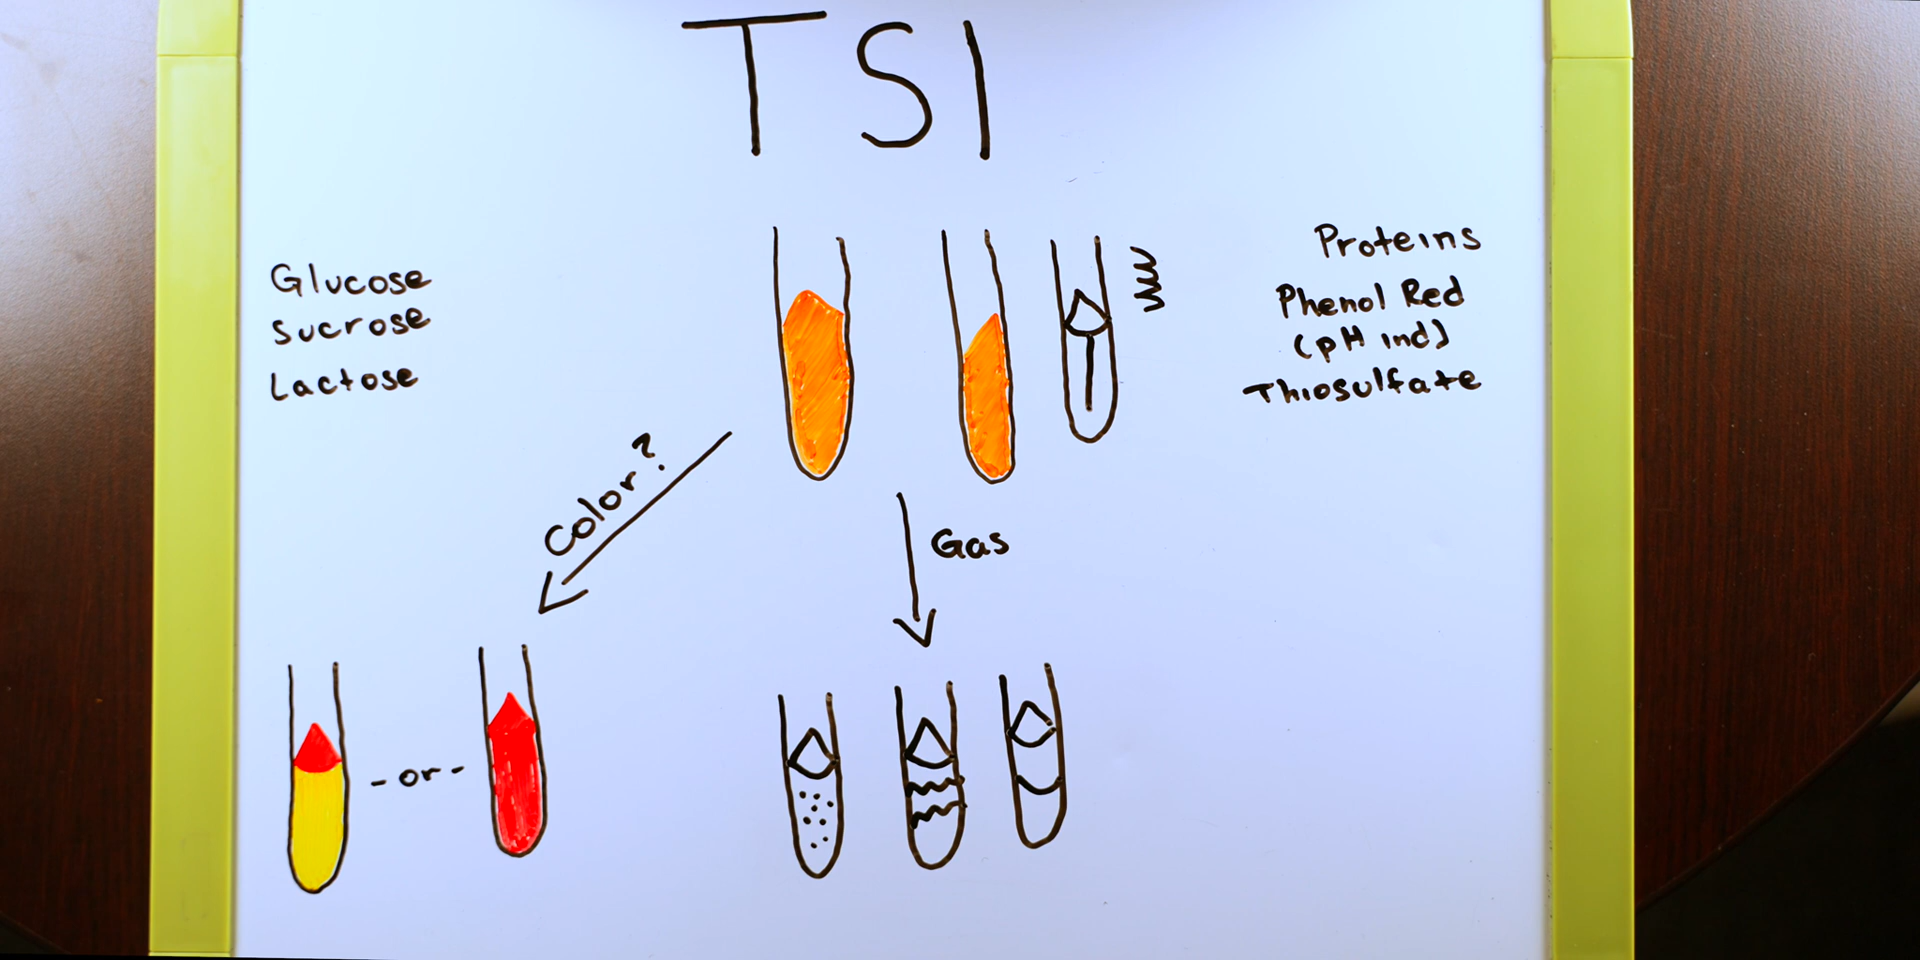 TSI
Glucose
Sucrose
Lactose
Proteins
Phenol Red
(pH ind)
Thiosulfate
Color?
Gas
-or-